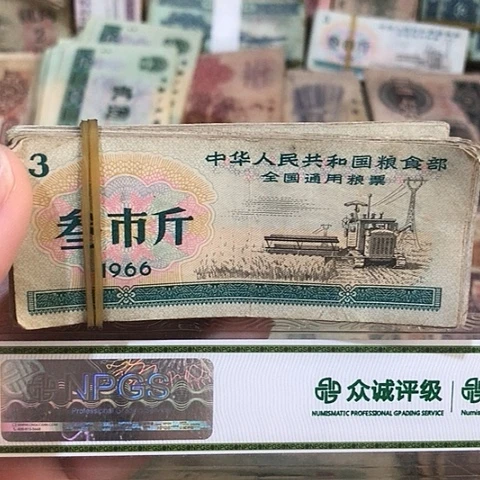 3
中华人民共和国粮食部
全国通用粮票
叁市斤
1966
NPGS
众诚评级
NUMISMATIC PROFESSIONAL GRADING SERVICE